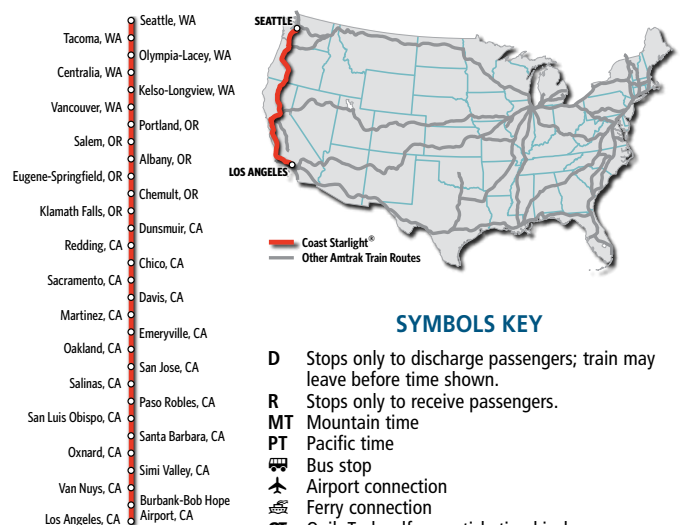 Seattle, WA
Tacoma, WA
Olympia-Lacey, WA
Centralia, WA
Kelso-Longview, WA
Vancouver, WA
Portland, OR
Salem, OR
Albany, OR
Eugene-Springfield, OR
Chemult, OR
Klamath Falls, OR
Dunsmuir, CA
Redding, CA
Chico, CA
Sacramento, CA
Davis, CA
Martinez, CA
Emeryville, CA
Oakland, CA
San Jose, CA
Salinas, CA
Paso Robles, CA
San Luis Obispo, CA
Santa Barbara, CA
Oxnard, CA
Simi Valley, CA
Van Nuys, CA
Burbank-Bob Hope
Airport, CA
Los Angeles, CA
SEATTLE
LOS ANGELES
Coast Starlight®
Other Amtrak Train Routes
SYMBOLS KEY
D Stops only to discharge passengers; train may
leave before time shown.
R Stops only to receive passengers.
MT Mountain time
PT Pacific time
Bus stop
Airport connection
Ferry connection